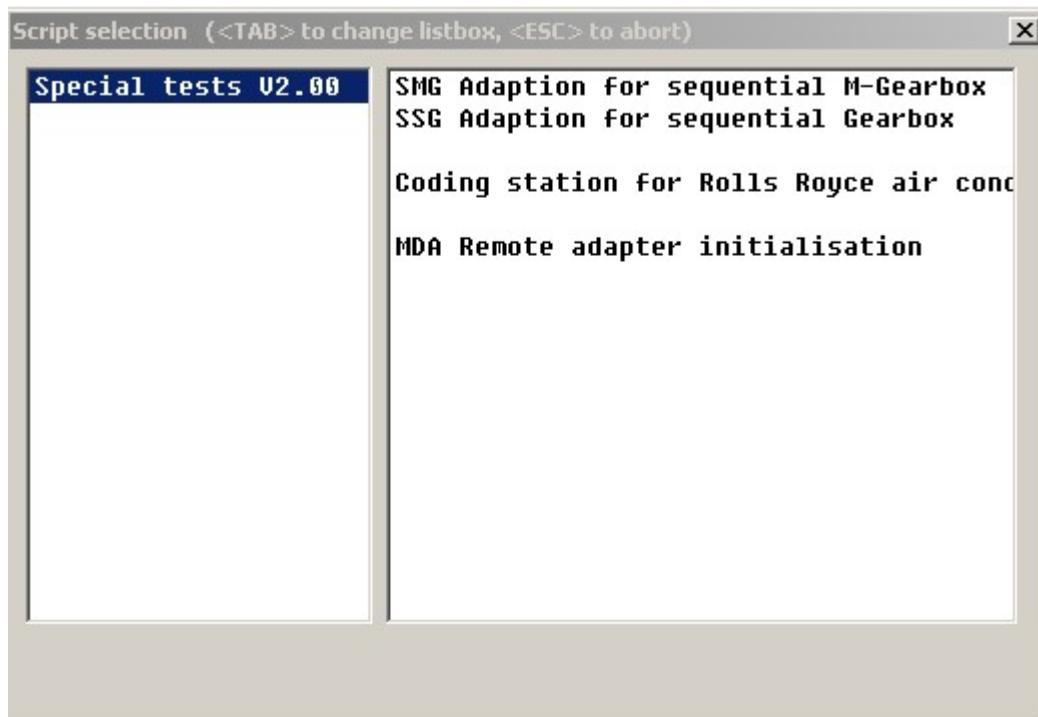 Script selection (<TAB> to change listbox, <ESC> to abort)
Special tests V2.00
SMG Adaption for sequential M-Gearbox
SSG Adaption for sequential Gearbox
Coding station for Rolls Royce air cond
MDA Remote adapter initialisation